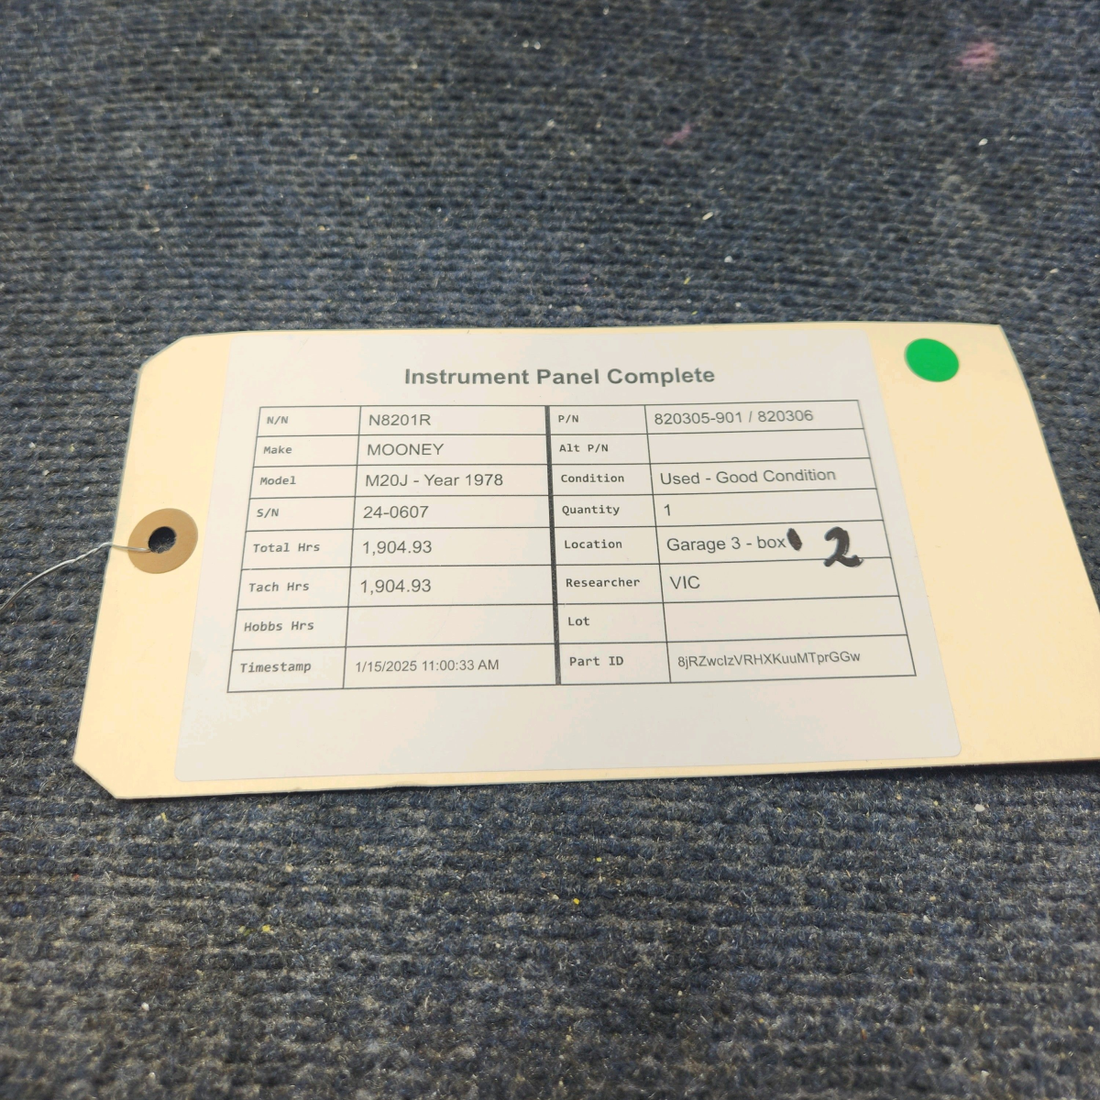 Instrument Panel Complete
N/N N8201R P/N 820305-901 / 820306
Make MOONEY Alt P/N
Model M20J - Year 1978 Condition Used - Good Condition
S/N 24-0607 Quantity 1
Total Hrs 1,904.93 Location Garage 3 - box 2
Tach Hrs 1,904.93 Researcher VIC
Hobbs Hrs Lot
Timestamp 1/15/2025 11:00:33 AM Part ID 8jRZwcIzVRHXKuuMTprGGw